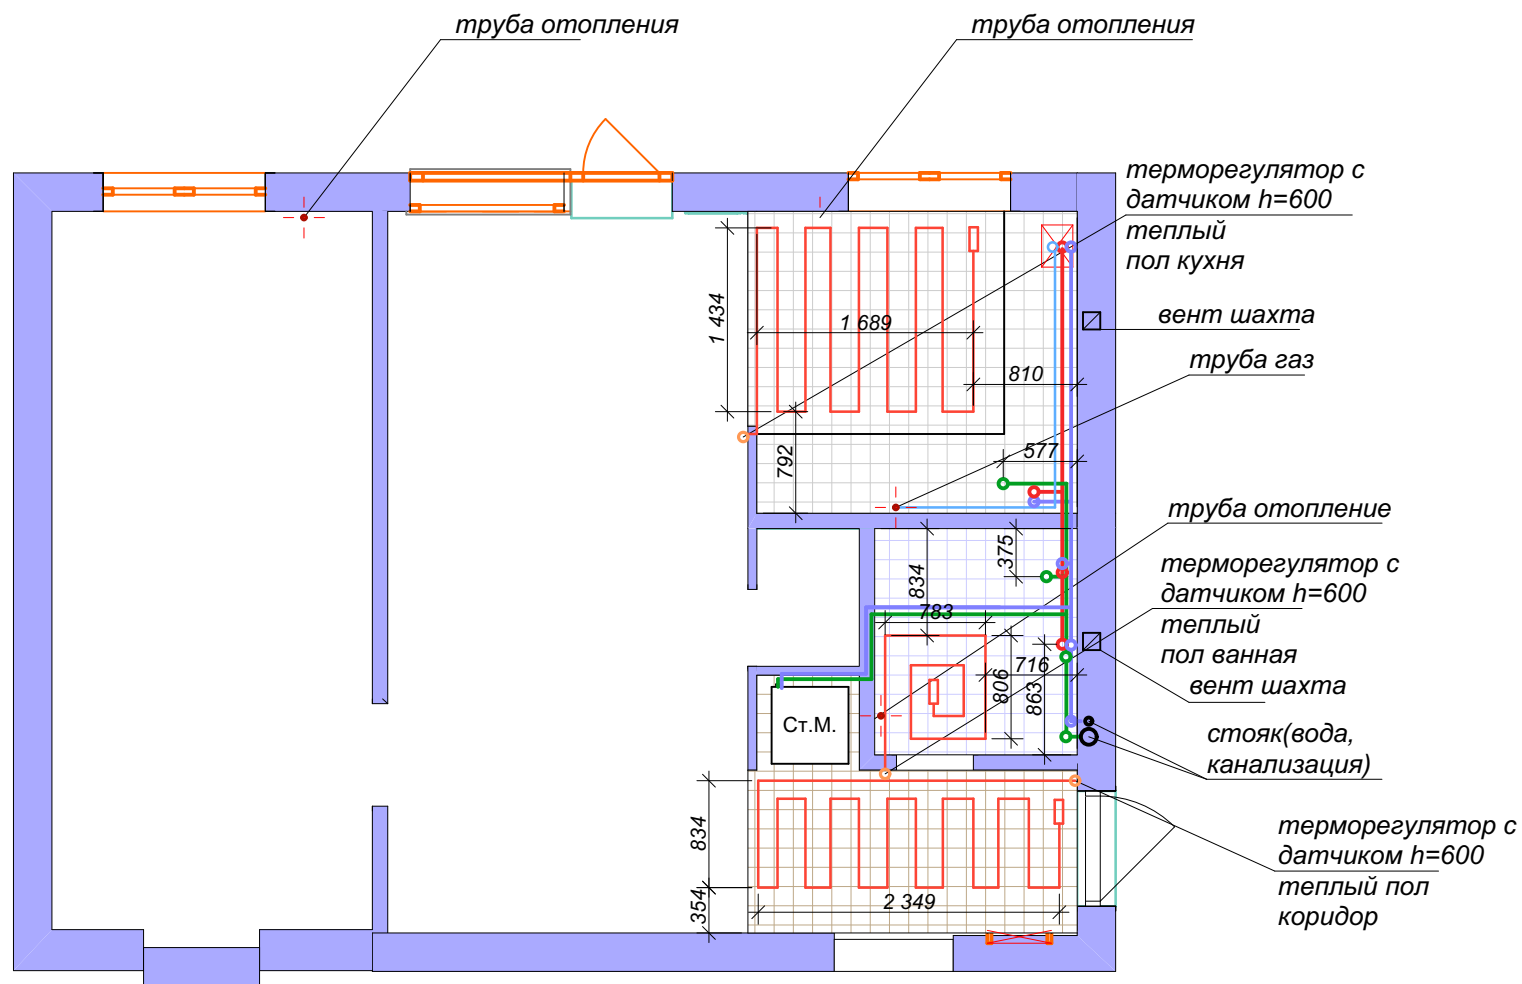 труба отопления
труба отопления
терморегулятор с
датчиком h=600
теплый
пол кухня
вент шахта
труба газ
1 434
1 689
810
792
577
труба отопление
375
834
783
терморегулятор с
датчиком h=600
теплый
пол ванная
вент шахта
716
806
863
Ст.М.
стояк(вода,
канализация)
834
354
2 349
терморегулятор с
датчиком h=600
теплый пол
коридор